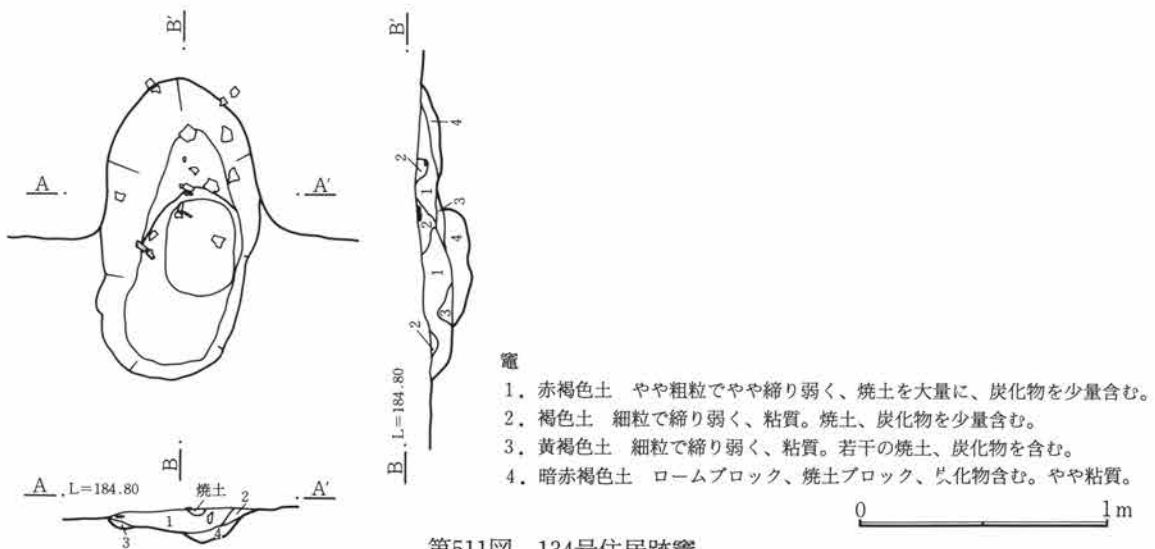 B'
B'
4
2
1
A
A'
3
2
4
1
3
2
竈
1．赤褐色土　やや粗粒でやや締り弱く、焼土を大量に、炭化物を少量含む。
2．褐色土　細粒で締り弱く、粘質。焼土、炭化物を少量含む。
3．黄褐色土　細粒で締り弱く、粘質。若干の焼土、炭化物を含む。
4．暗赤褐色土　ロームブロック、焼土ブロック、炭化物含む。やや粘質。
B
B L=184.80
A L=184.80 焼土 2 A'
1
3 4
0 1m
第511図　134号住居跡竈